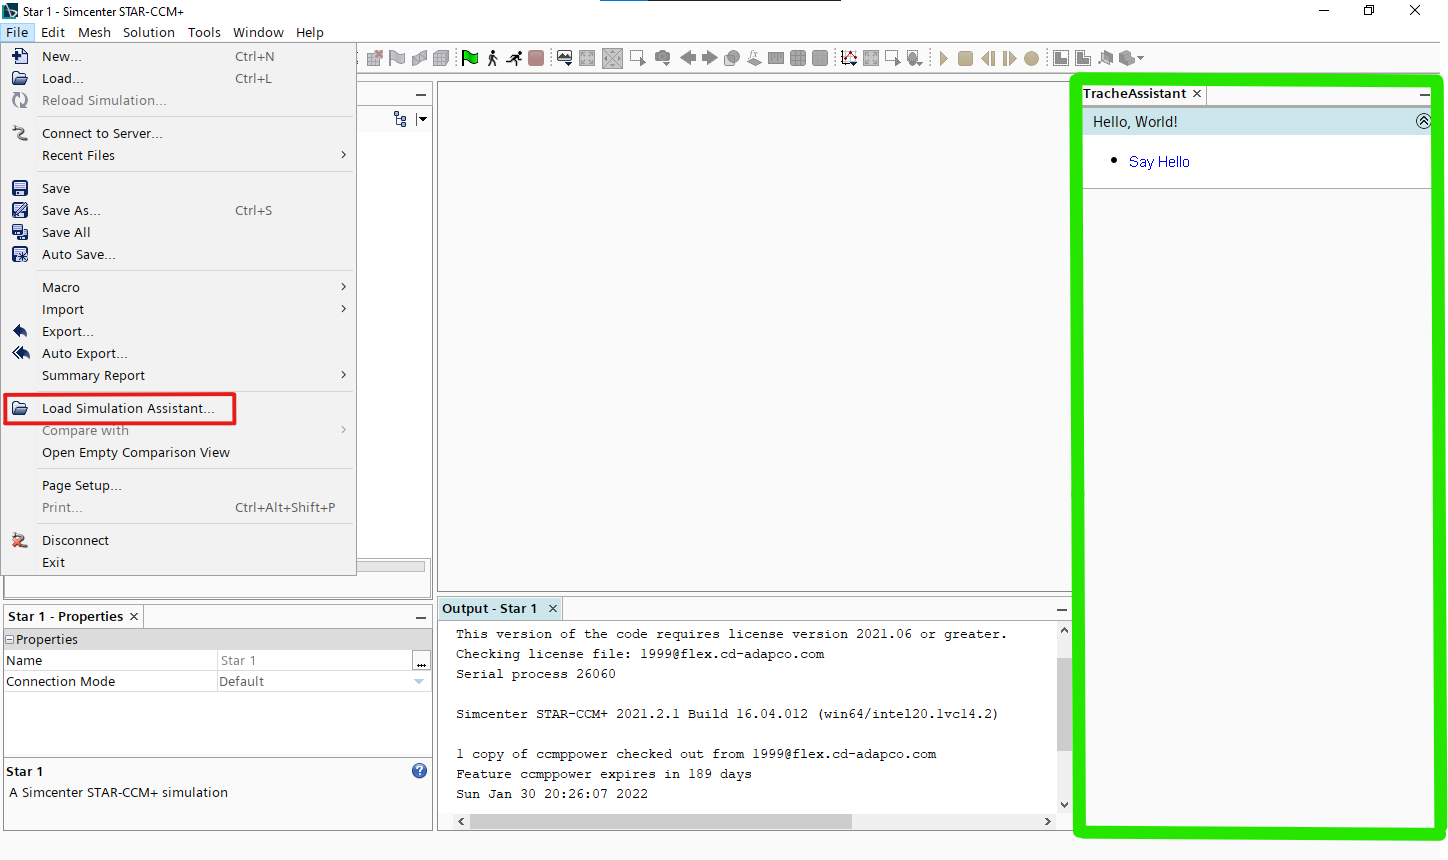 Star 1 - Simcenter STAR-CCM+
File Edit Mesh Solution Tools Window Help
New... Ctrl+N
Load... Ctrl+L
Reload Simulation...
Connect to Server...
Recent Files
Save
Save As... Ctrl+S
Save All
Auto Save...
Macro
Import
Export...
Auto Export...
Summary Report
Load Simulation Assistant...
Compare with
Open Empty Comparison View
Page Setup...
Print... Ctrl+Alt+Shift+P
Disconnect
Exit
Star 1 - Properties
Properties
Name Star 1
Connection Mode Default
Star 1
A Simcenter STAR-CCM+ simulation
Output - Star 1
This version of the code requires license version 2021.06 or greater.
Checking license file: 1999@flex.cd-adapco.com
Serial process 26060
Simcenter STAR-CCM+ 2021.2.1 Build 16.04.012 (win64/intel20.1vc14.2)
1 copy of ccmppower checked out from 1999@flex.cd-adapco.com
Feature ccmppower expires in 189 days
Sun Jan 30 20:26:07 2022
TracheAssistant
Hello, World!
Say Hello